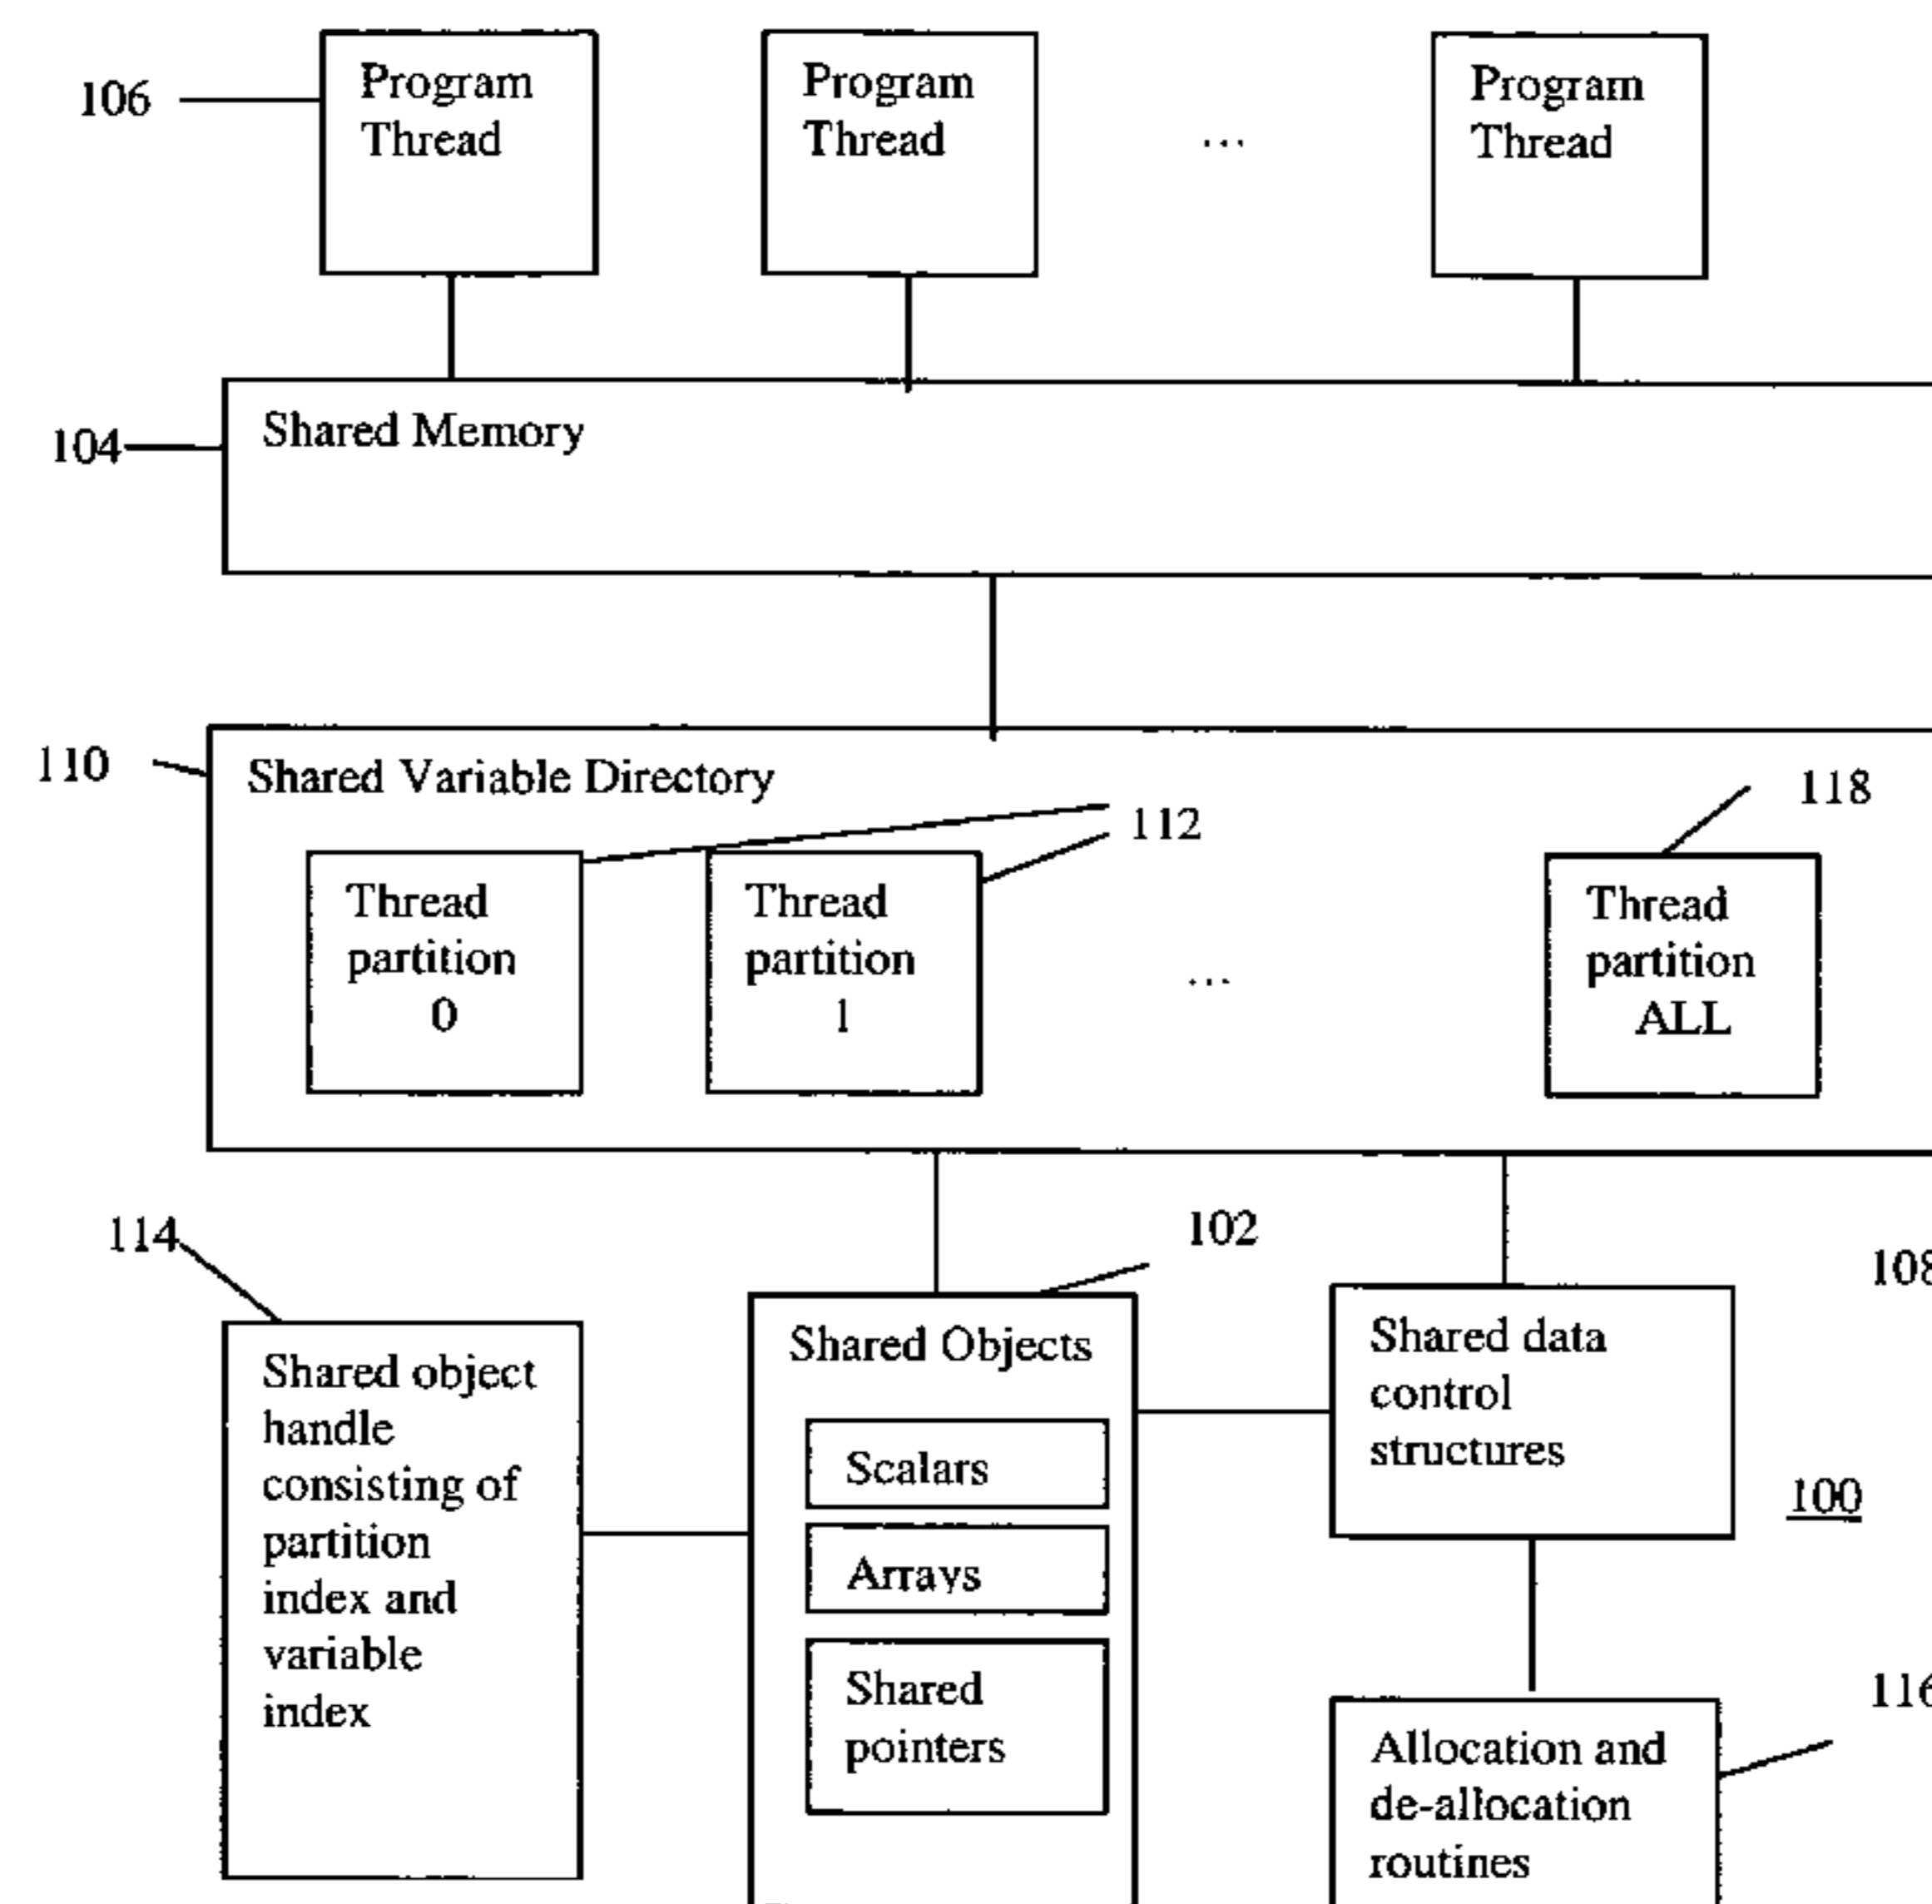 106
Program
Thread
Program
Thread
...
Program
Thread
104
Shared Memory
110
Shared Variable Directory
112
118
Thread
partition
0
Thread
partition
1
...
Thread
partition
ALL
114
102
108
Shared object
handle
consisting of
partition
index and
variable
index
Shared Objects
Scalars
Arrays
Shared
pointers
Shared data
control
structures
100
116
Allocation and
de-allocation
routines